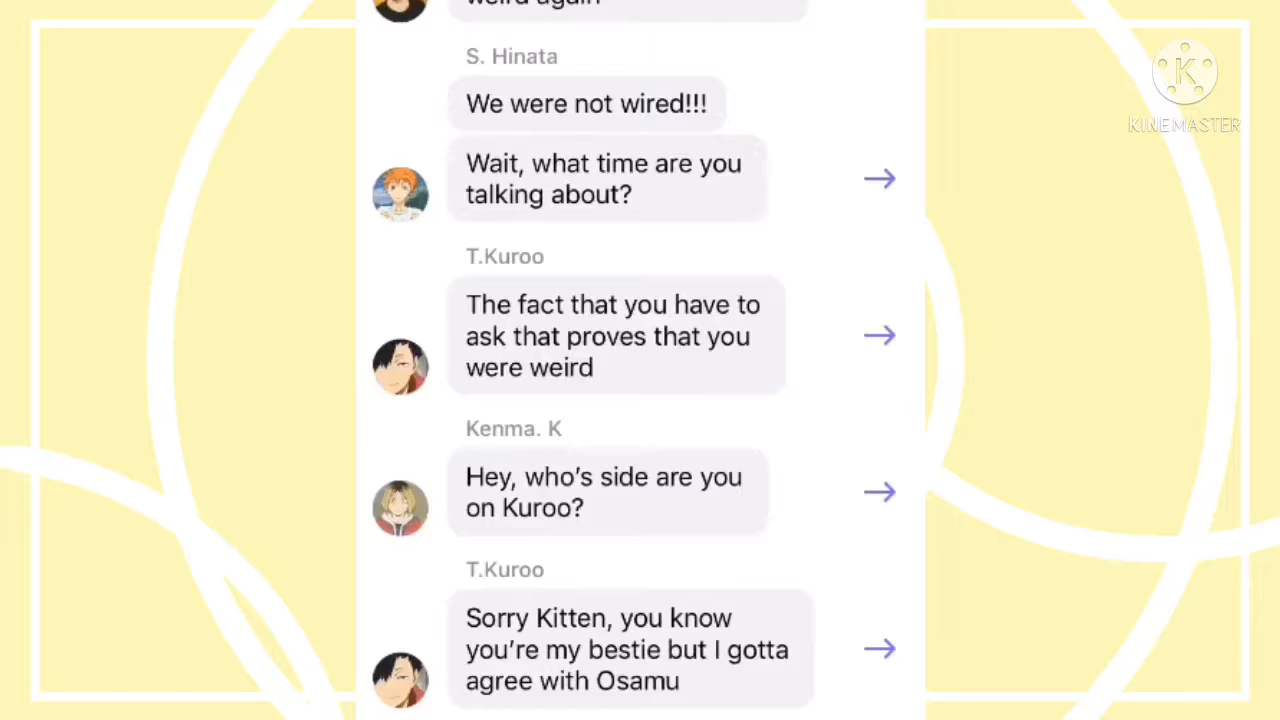 weird again
S. Hinata
We were not wired!!!
Wait, what time are you
talking about?
T.Kuroo
The fact that you have to
ask that proves that you
were weird
Kenma. K
Hey, who’s side are you
on Kuroo?
T.Kuroo
Sorry Kitten, you know
you’re my bestie but I gotta
agree with Osamu
K
KINEMASTER